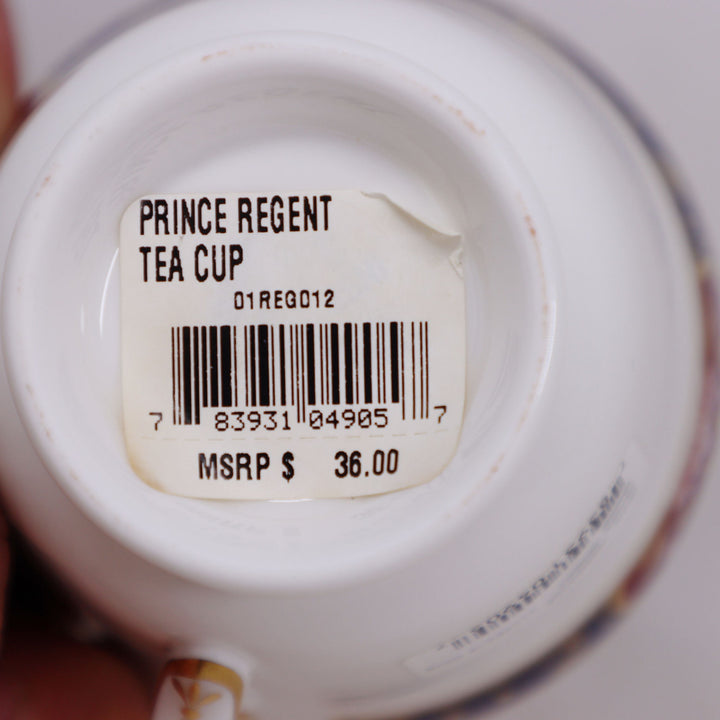 PRINCE REGENT
TEA CUP
01REG012
7 83931 04905 7
MSRP $ 36.00